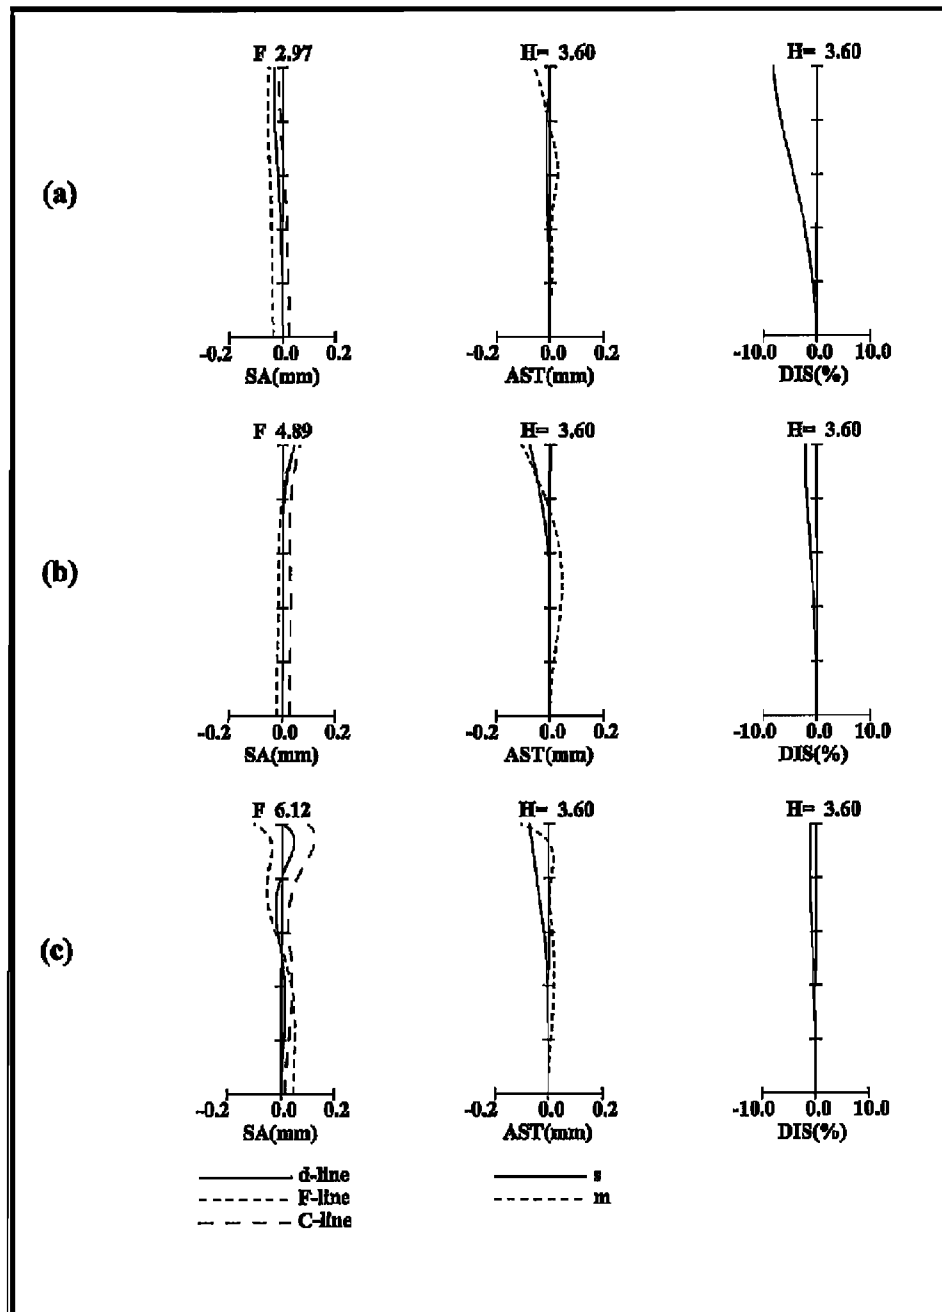 F 2.97 H= 3.60 H= 3.60
(a)
-0.2 0.0 0.2 -0.2 0.0 0.2 -10.0 0.0 10.0
SA(mm) AST(mm) DIS(%)
F 4.89 H= 3.60 H= 3.60
(b)
-0.2 0.0 0.2 -0.2 0.0 0.2 -10.0 0.0 10.0
SA(mm) AST(mm) DIS(%)
F 6.12 H= 3.60 H= 3.60
(c)
-0.2 0.0 0.2 -0.2 0.0 0.2 -10.0 0.0 10.0
SA(mm) AST(mm) DIS(%)
d-line s
F-line m
C-line